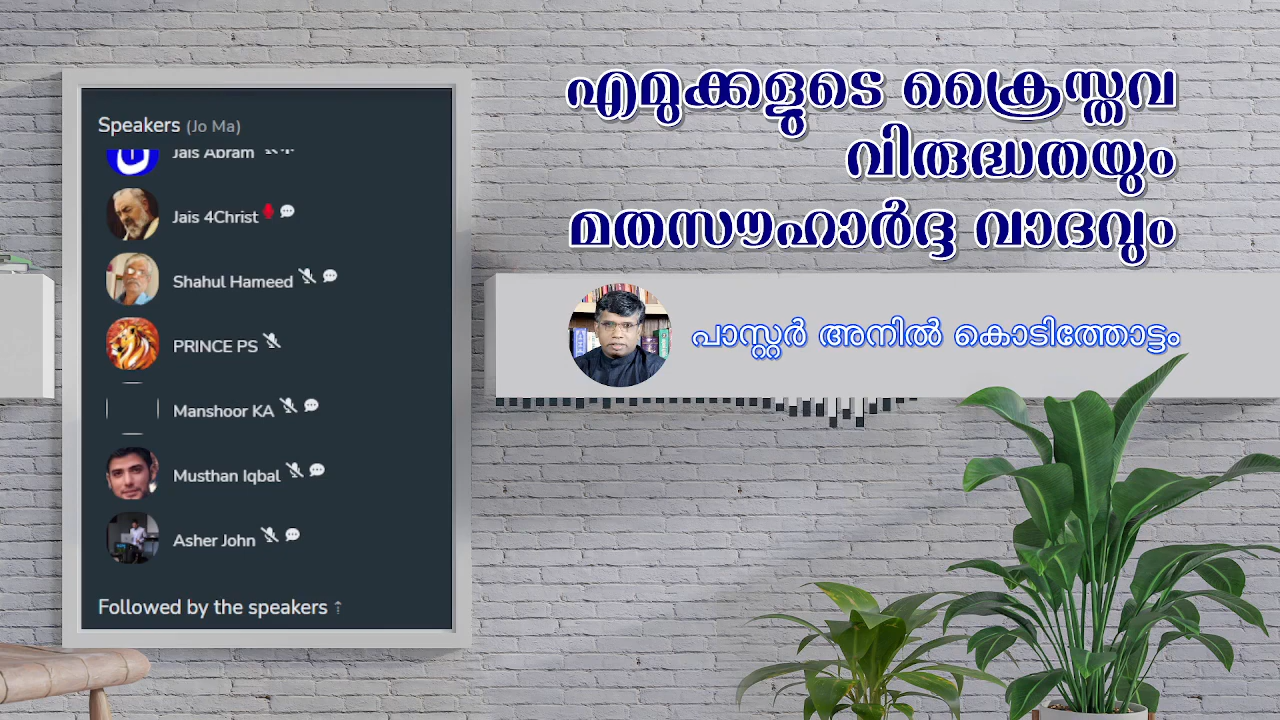 എമുക്കളുടെ ക്രൈസ്തവ
വിരുദ്ധതയും
മതസൗഹാർദ്ദ വാദവും
പാസ്റ്റർ അനിൽ കൊടിത്തോട്ടം
Speakers (Jo Ma)
Jais Abram
Jais 4Christ
Shahul Hameed
PRINCE PS
Manshoor KA
Musthan Iqbal
Asher John
Followed by the speakers